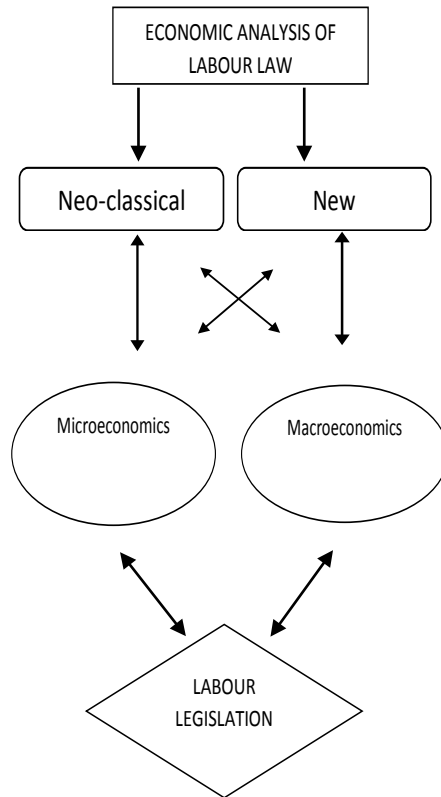 ECONOMIC ANALYSIS OF
LABOUR LAW
Neo-classical
New
Microeconomics
Macroeconomics
LABOUR
LEGISLATION